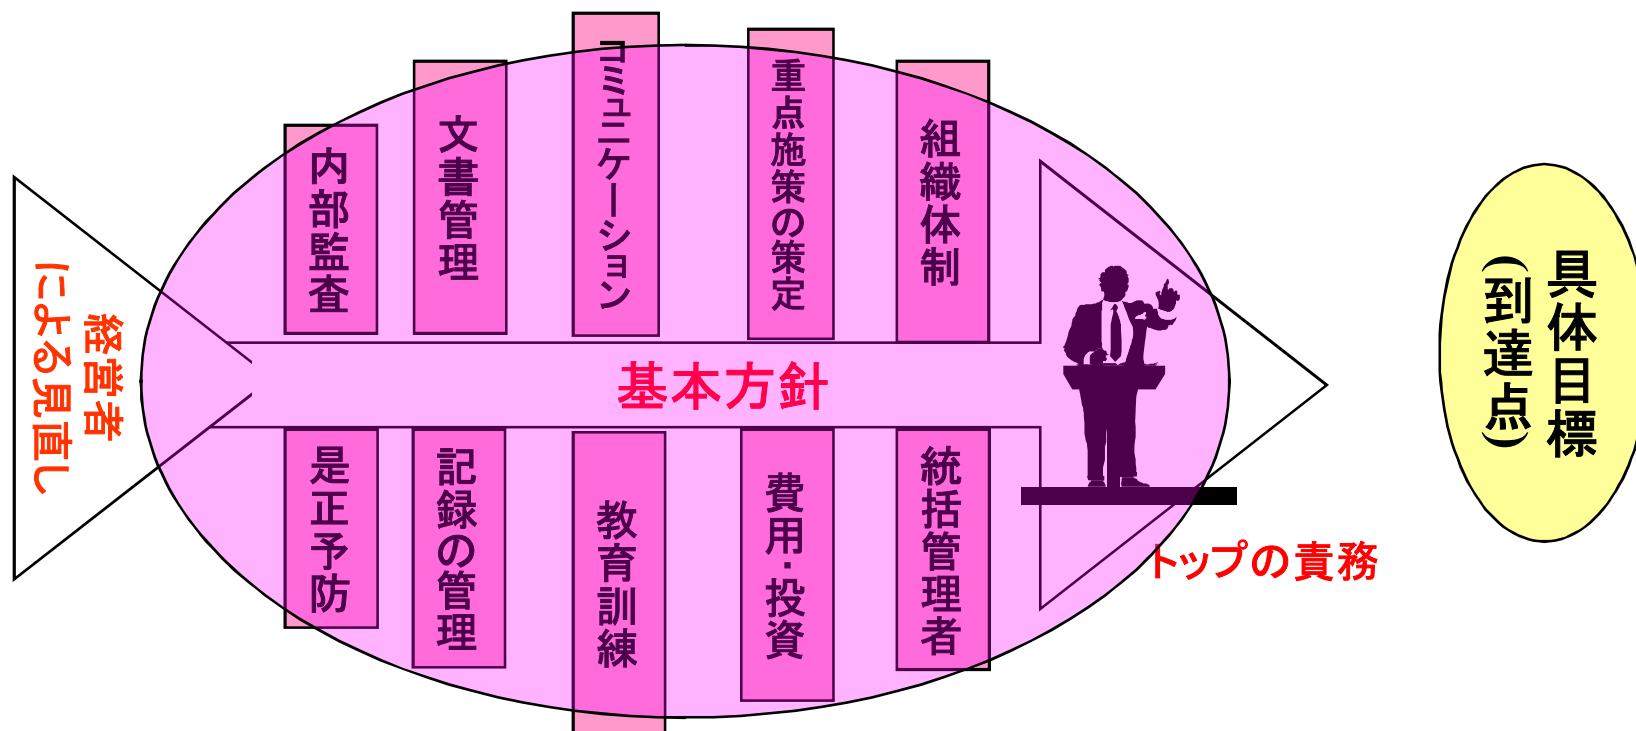 内部監査
文書管理
コミュニケーション
重点施策の策定
組織体制
経営者
による見直し
基本方針
具体目標
(到達点)
是正予防
記録の管理
教育訓練
費用・投資
統括管理者
トップの責務